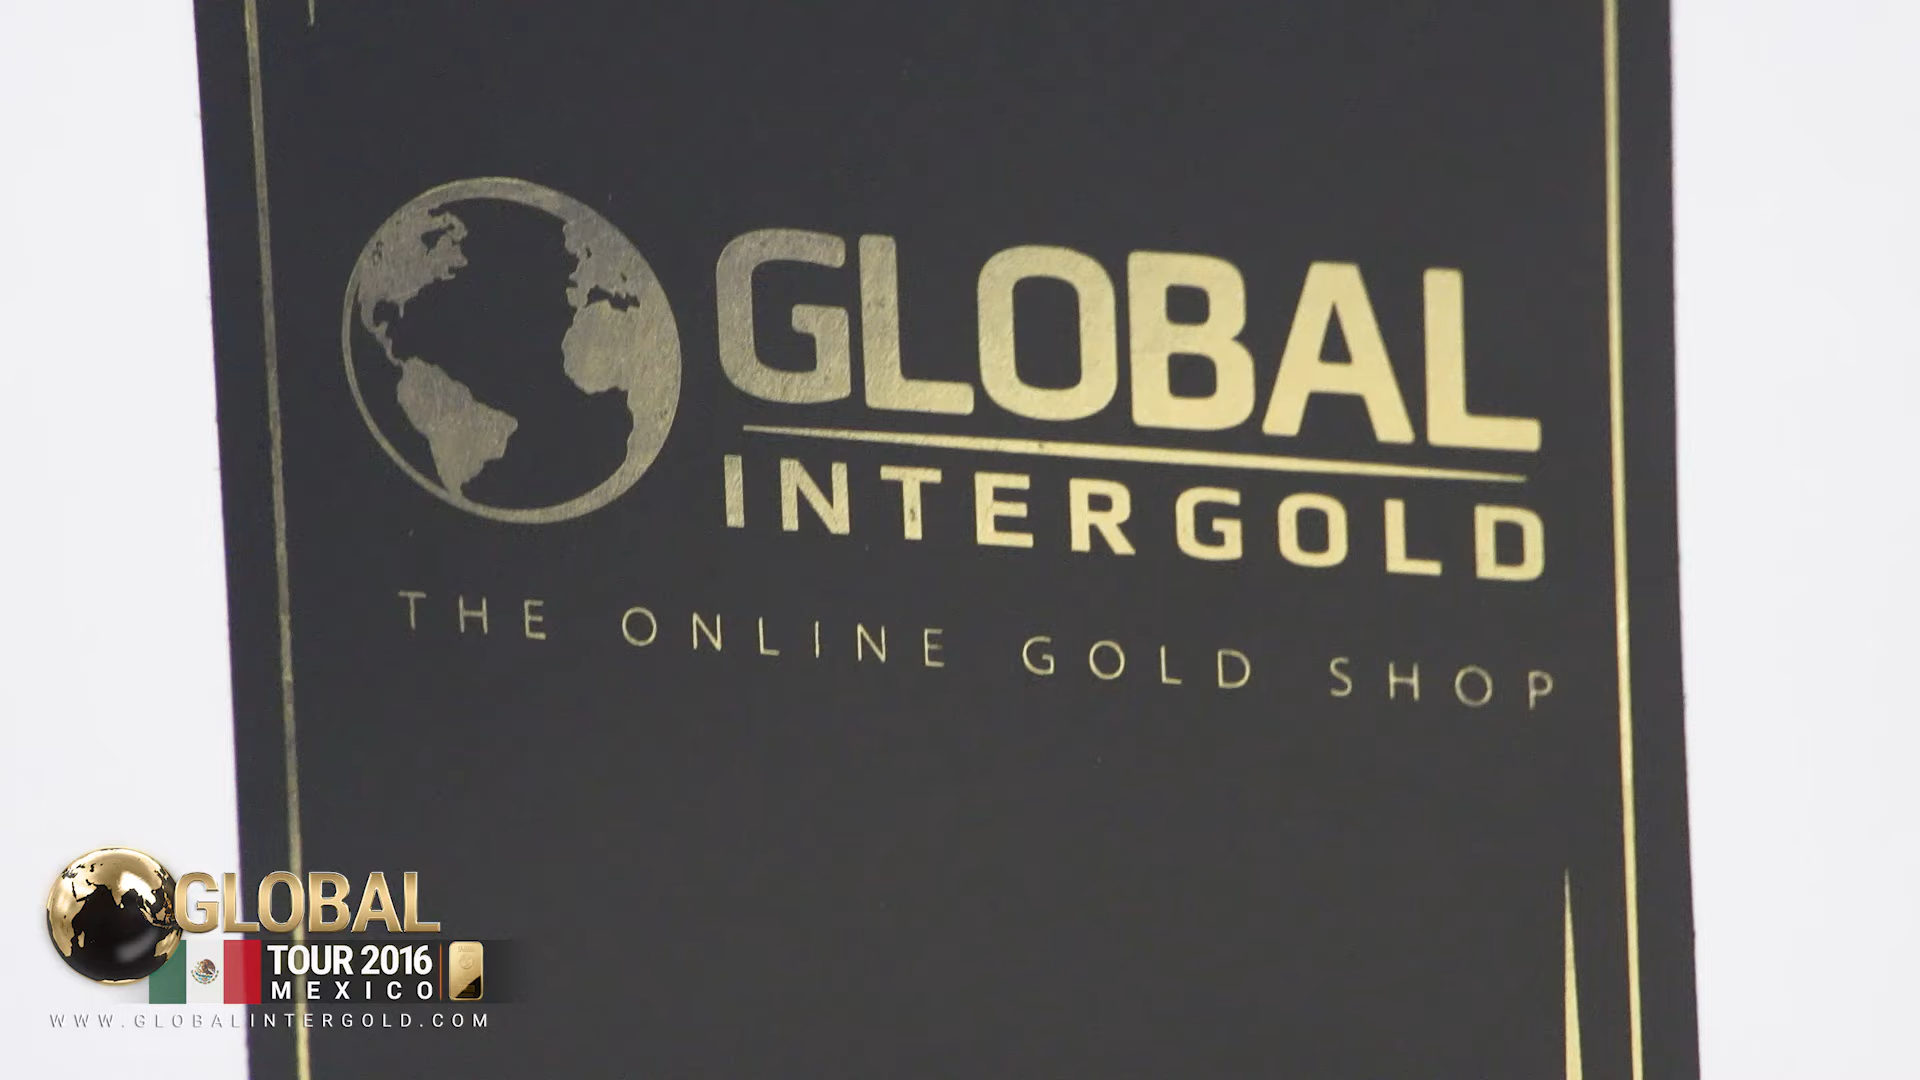 GLOBAL
INTERGOLD
THE ONLINE GOLD SHOP
GLOBAL
TOUR 2016
MEXICO
WWW.GLOBALINTERGOLD.COM